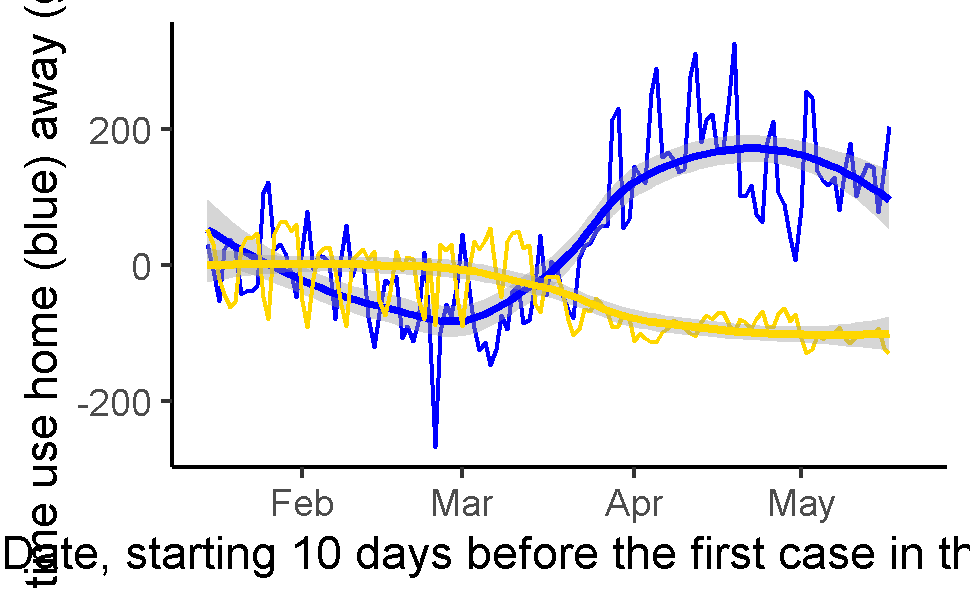 time use home (blue) away (
200
0
-200
Feb Mar Apr May
Date, starting 10 days before the first case in th